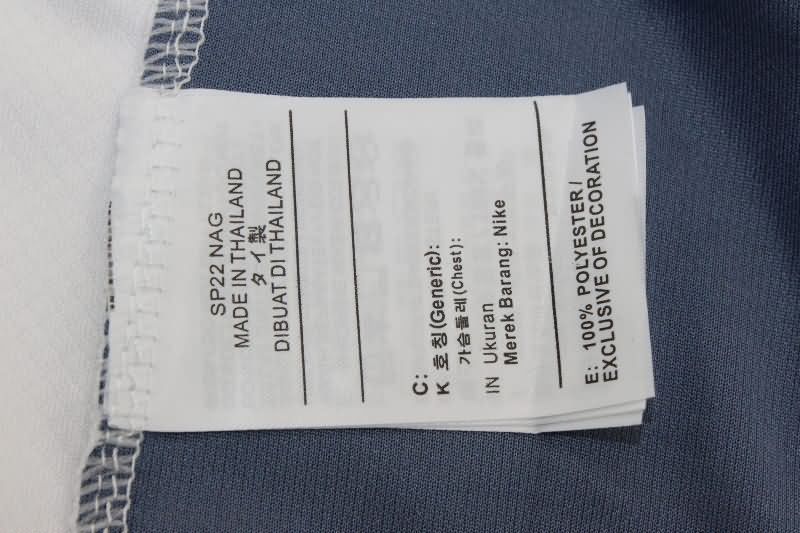 SP22 NAG
MADE IN THAILAND
タイ製
DIBUAT DI THAILAND
C:
K 호칭(Generic):
가슴둘레(Chest):
IN Ukuran
Merek Barang: Nike
E: 100% POLYESTER/
EXCLUSIVE OF DECORATION